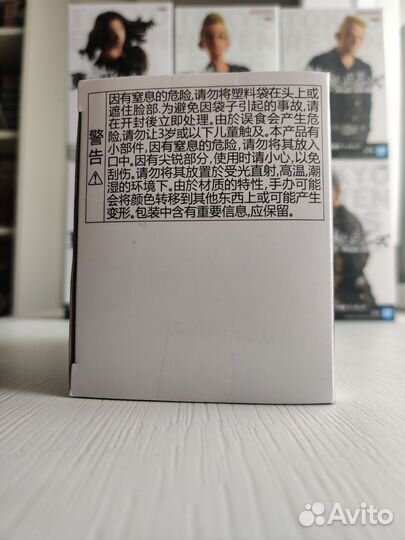 警告
因有窒息的危险,请勿将塑料袋在头上或
遮住脸部,为避免因袋子引起的事故,请
在开封後立即处理。由於误食会产生危
险,请勿让3岁或以下儿童触及。本产品有
小部件,因有窒息的危险,请勿将其放入
口中。因有尖锐部分,使用时请小心,以免
刮伤。请勿将其放置於受光直射,高温,潮
湿的环境下。由於材质的特性,手办可能
会将颜色转移到其他东西上或可能产生
变形。包装中含有重要信息,应保留。
Avito